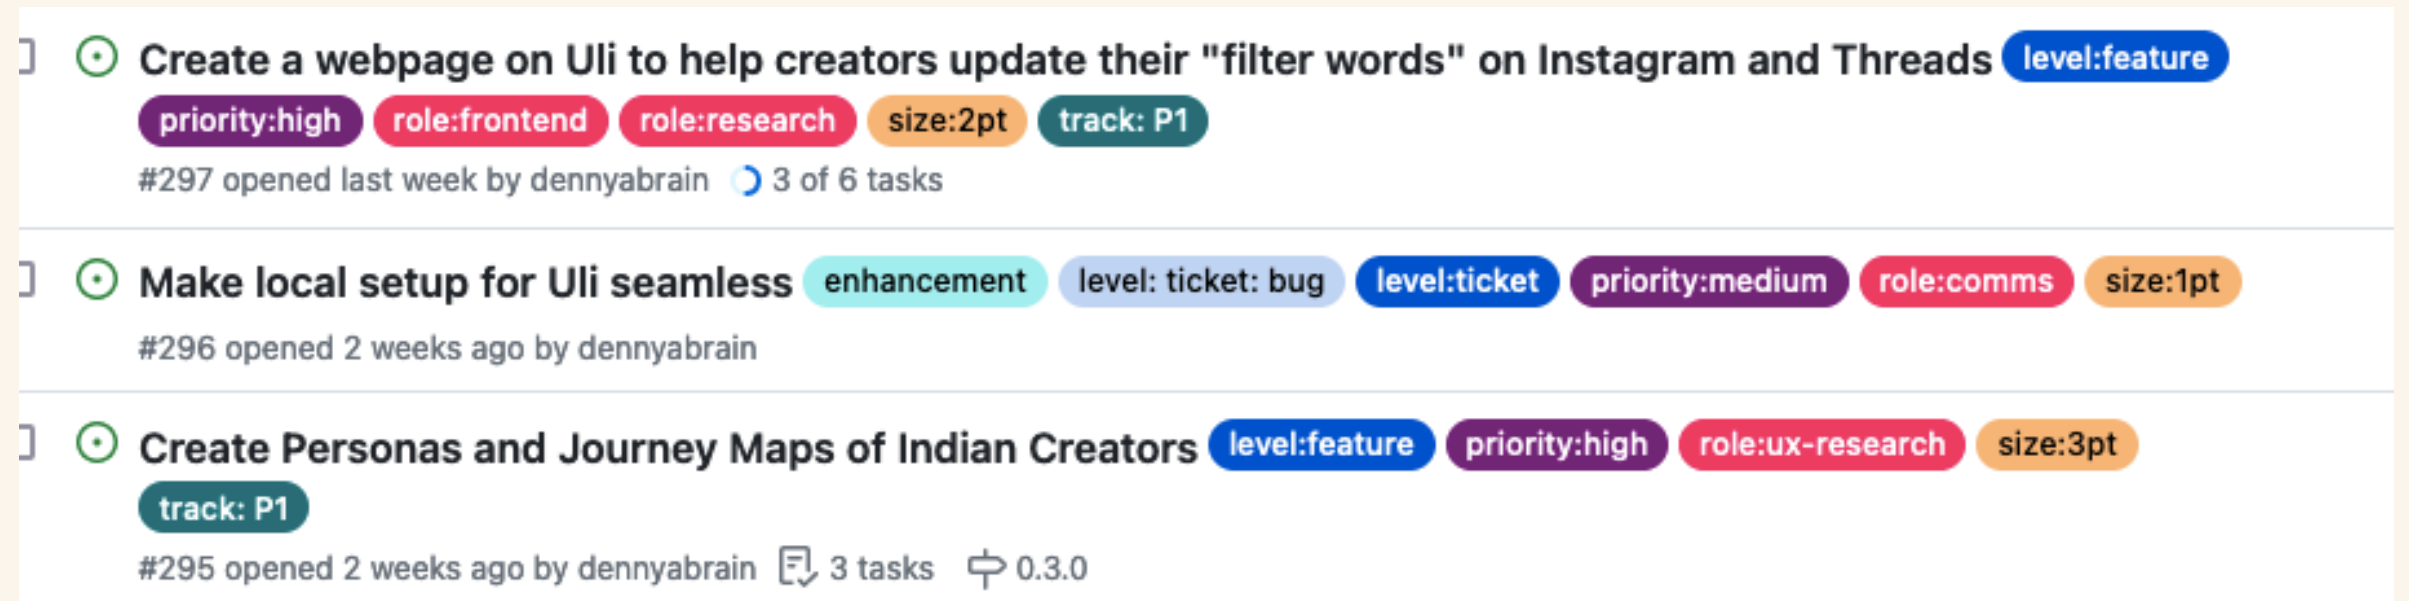 Create a webpage on Uli to help creators update their "filter words" on Instagram and Threads level:feature
priority:high role:frontend role:research size:2pt track: P1
#297 opened last week by dennyabrain 3 of 6 tasks
Make local setup for Uli seamless enhancement level: ticket: bug level:ticket priority:medium role:comms size:1pt
#296 opened 2 weeks ago by dennyabrain
Create Personas and Journey Maps of Indian Creators level:feature priority:high role:ux-research size:3pt
track: P1
#295 opened 2 weeks ago by dennyabrain 3 tasks 0.3.0